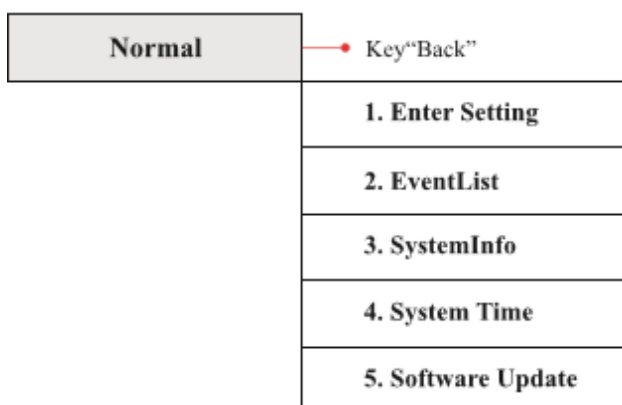 Normal
Key“Back”
1. Enter Setting
2. EventList
3. SystemInfo
4. System Time
5. Software Update